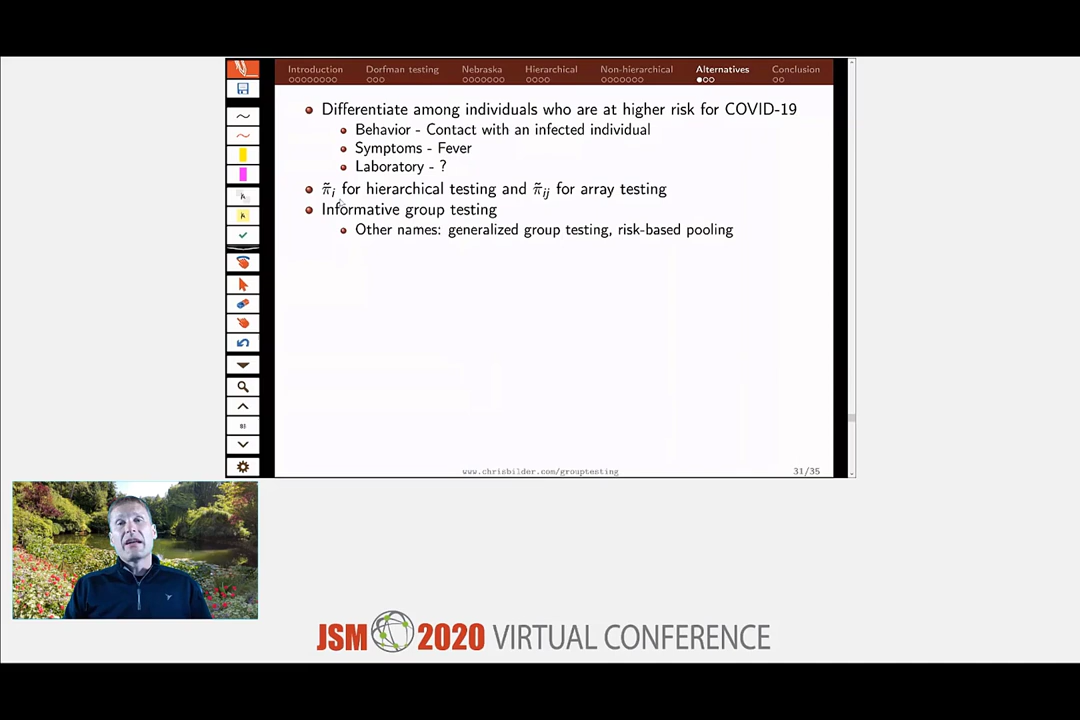 Introduction Dorfman testing Nebraska Hierarchical Non-hierarchical Alternatives Conclusion
Differentiate among individuals who are at higher risk for COVID-19
Behavior - Contact with an infected individual
Symptoms - Fever
Laboratory - ?
π̃i for hierarchical testing and π̃ij for array testing
Informative group testing
Other names: generalized group testing, risk-based pooling
www.chrisbilder.com/grouptesting 31/35
JSM 2020 VIRTUAL CONFERENCE